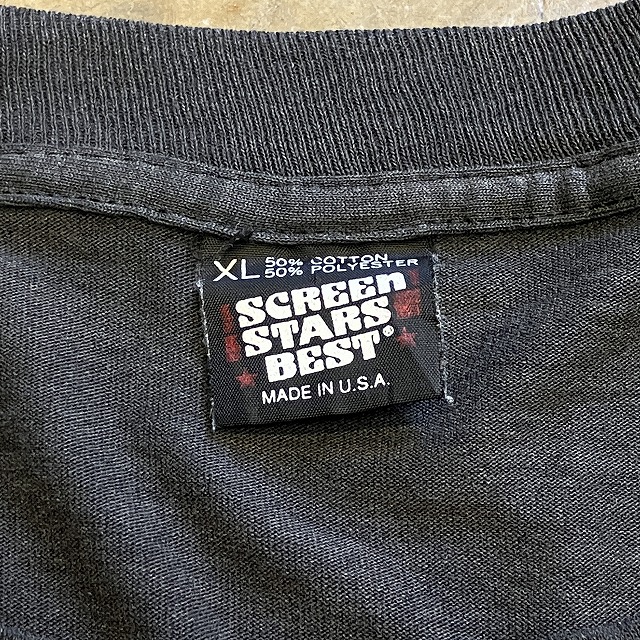 XL 50% COTTON
50% POLYESTER
SCREEN
STARS
BEST®
MADE IN U.S.A.